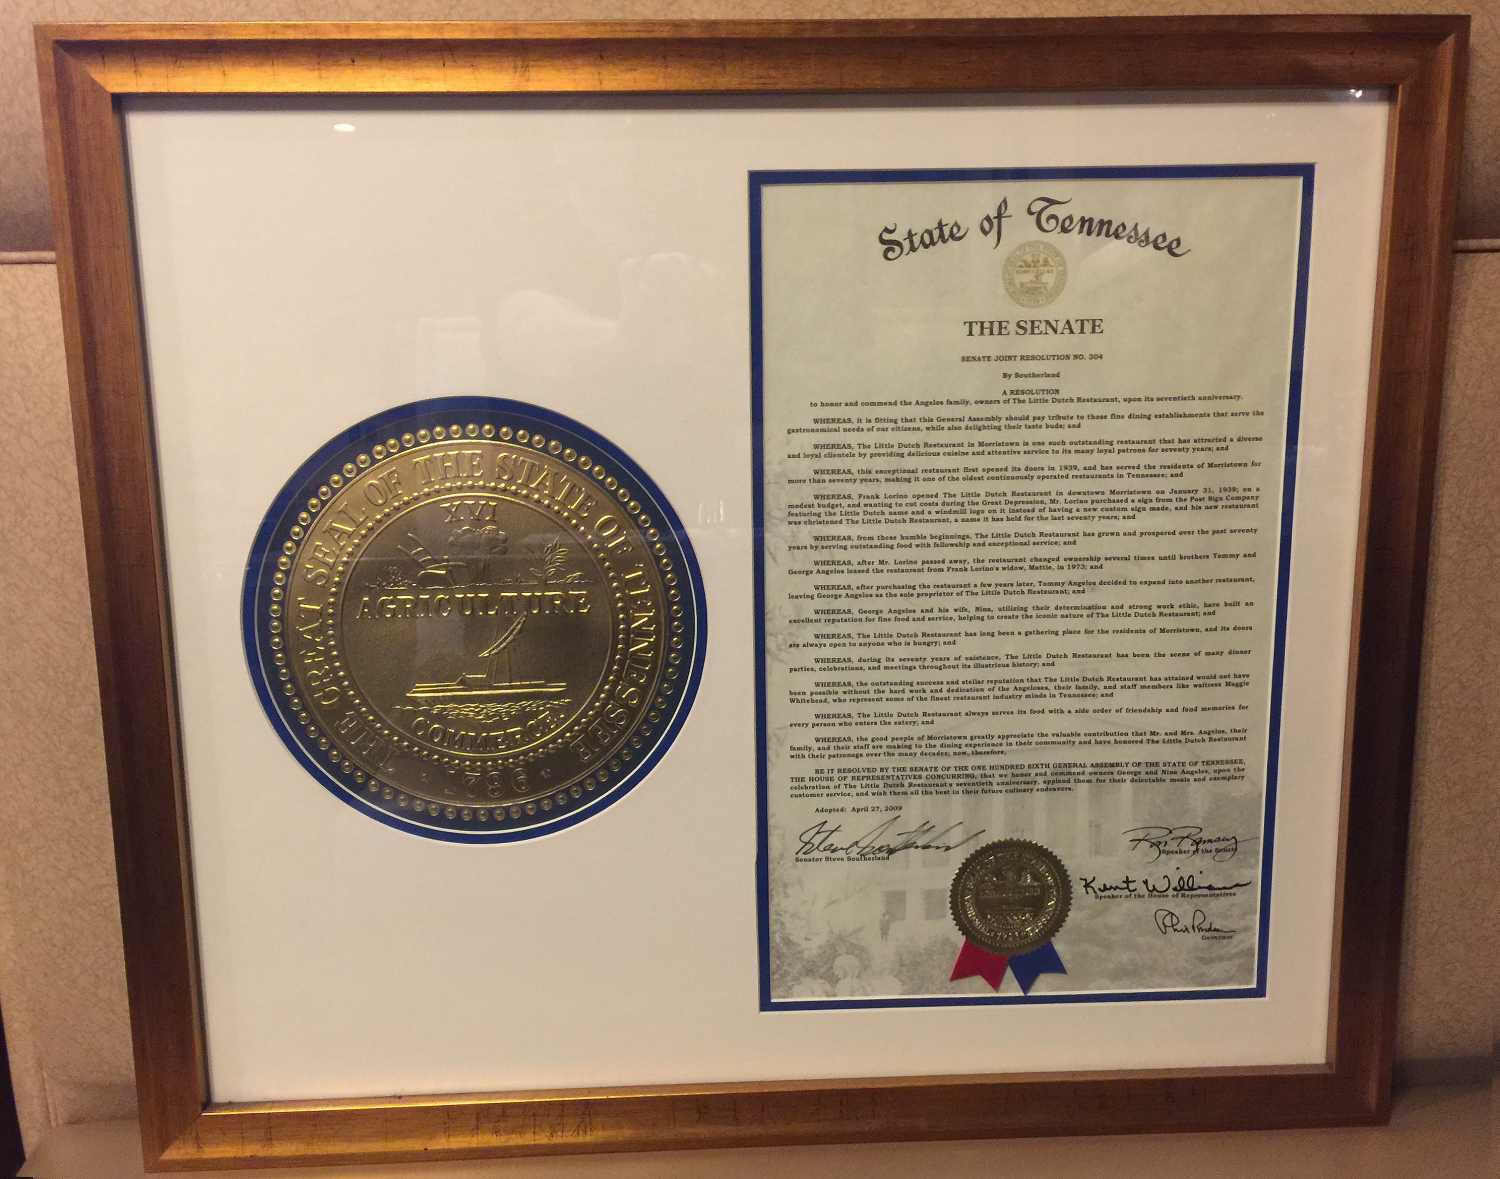 THE GREAT SEAL OF THE STATE OF TENNESSEE
XVI
AGRICULTURE
COMMERCE
1796
State of Tennessee
THE SENATE
SENATE JOINT RESOLUTION NO. 304
By Southerland
A RESOLUTION
to honor and commend the Angelos family, owners of The Little Dutch Restaurant, upon its seventieth anniversary.
WHEREAS, it is fitting that this General Assembly should pay tribute to those fine dining establishments that serve the
gastronomical needs of our citizens, while also delighting their taste buds; and
WHEREAS, The Little Dutch Restaurant in Morristown is one such outstanding restaurant that has attracted a diverse
and loyal clientele by providing delicious cuisine and attentive service to its many loyal patrons for seventy years; and
WHEREAS, this exceptional restaurant first opened its doors in 1939, and has served the residents of Morristown for
more than seventy years, making it one of the oldest continuously operated restaurants in Tennessee; and
WHEREAS, Frank Lorino opened The Little Dutch Restaurant in downtown Morristown on January 31, 1939; on a
modest budget, and wanting to cut costs during the Great Depression, Mr. Lorino purchased a sign from the Post Sign Company
featuring the Little Dutch name and a windmill logo on it instead of having a new custom sign made, and his new restaurant
was christened The Little Dutch Restaurant, a name it has held for the last seventy years; and
WHEREAS, from these humble beginnings, The Little Dutch Restaurant has grown and prospered over the past seventy
years by serving outstanding food with fellowship and exceptional service; and
WHEREAS, after Mr. Lorino passed away, the restaurant changed ownership several times until brothers Tommy and
George Angelos leased the restaurant from Frank Lorino's widow, Mattie, in 1973; and
WHEREAS, after purchasing the restaurant a few years later, Tommy Angelos decided to expand into another restaurant,
leaving George Angelos as the sole proprietor of The Little Dutch Restaurant; and
WHEREAS, George Angelos and his wife, Nina, utilizing their determination and strong work ethic, have built an
excellent reputation for fine food and service, helping to create the iconic nature of The Little Dutch Restaurant; and
WHEREAS, The Little Dutch Restaurant has long been a gathering place for the residents of Morristown, and its doors
are always open to anyone who is hungry; and
WHEREAS, during its seventy years of existence, The Little Dutch Restaurant has been the scene of many dinner
parties, celebrations, and meetings throughout its illustrious history; and
WHEREAS, the outstanding success and stellar reputation that The Little Dutch Restaurant has attained would not have
been possible without the hard work and dedication of the Angeloses, their family, and staff members like waitress Maggie
Whitehead, who represent some of the finest restaurant industry minds in Tennessee; and
WHEREAS, The Little Dutch Restaurant always serves its food with a side order of friendship and fond memories for
every person who enters the eatery; and
WHEREAS, the good people of Morristown greatly appreciate the valuable contribution that Mr. and Mrs. Angelos, their
family, and their staff are making to the dining experience in their community and have honored The Little Dutch Restaurant
with their patronage over the many decades; now, therefore,
BE IT RESOLVED BY THE SENATE OF THE ONE HUNDRED SIXTH GENERAL ASSEMBLY OF THE STATE OF TENNESSEE,
THE HOUSE OF REPRESENTATIVES CONCURRING, that we honor and commend owners George and Nina Angelos, upon the
celebration of The Little Dutch Restaurant's seventieth anniversary, applaud them for their delectable meals and exemplary
customer service, and wish them all the best in their future culinary endeavors.
Adopted: April 27, 2009
Steve Southerland
Senator Steve Southerland
Ron Ramsey
Speaker of the Senate
Kent Williams
Speaker of the House of Representatives
Phil Bredesen
Governor